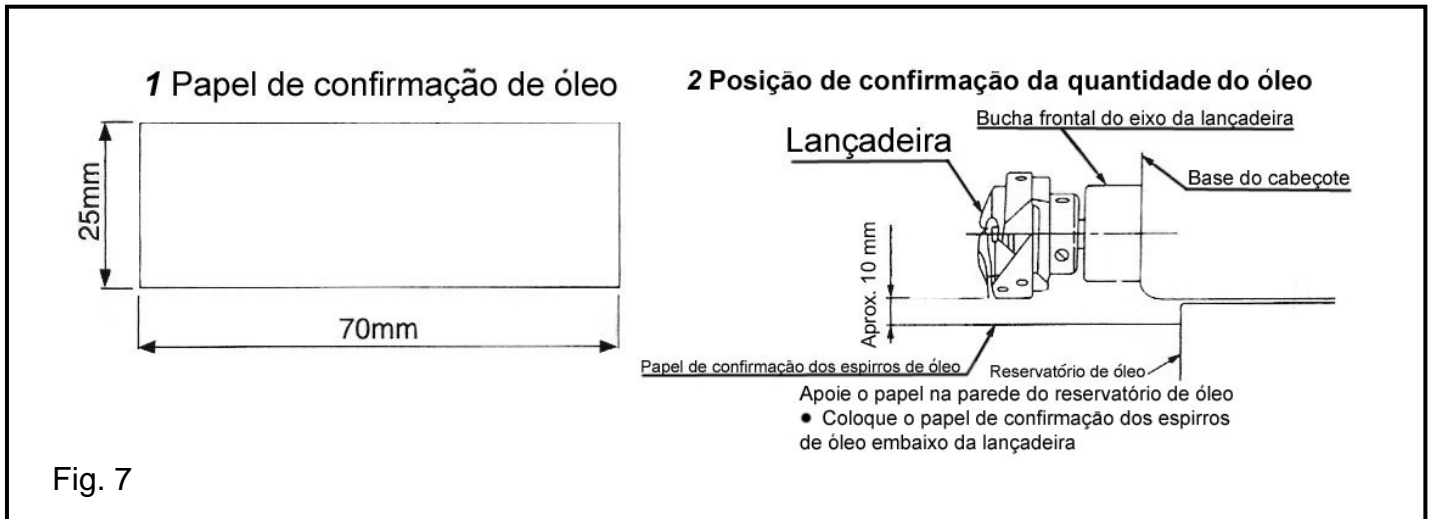 1 Papel de confirmação de óleo
25mm
70mm
2 Posição de confirmação da quantidade do óleo
Bucha frontal do eixo da lançadeira
Lançadeira
Base do cabeçote
Aprox. 10 mm
Papel de confirmação dos espirros de óleo
Reservatório de óleo
Apoie o papel na parede do reservatório de óleo
● Coloque o papel de confirmação dos espirros
de óleo embaixo da lançadeira
Fig. 7